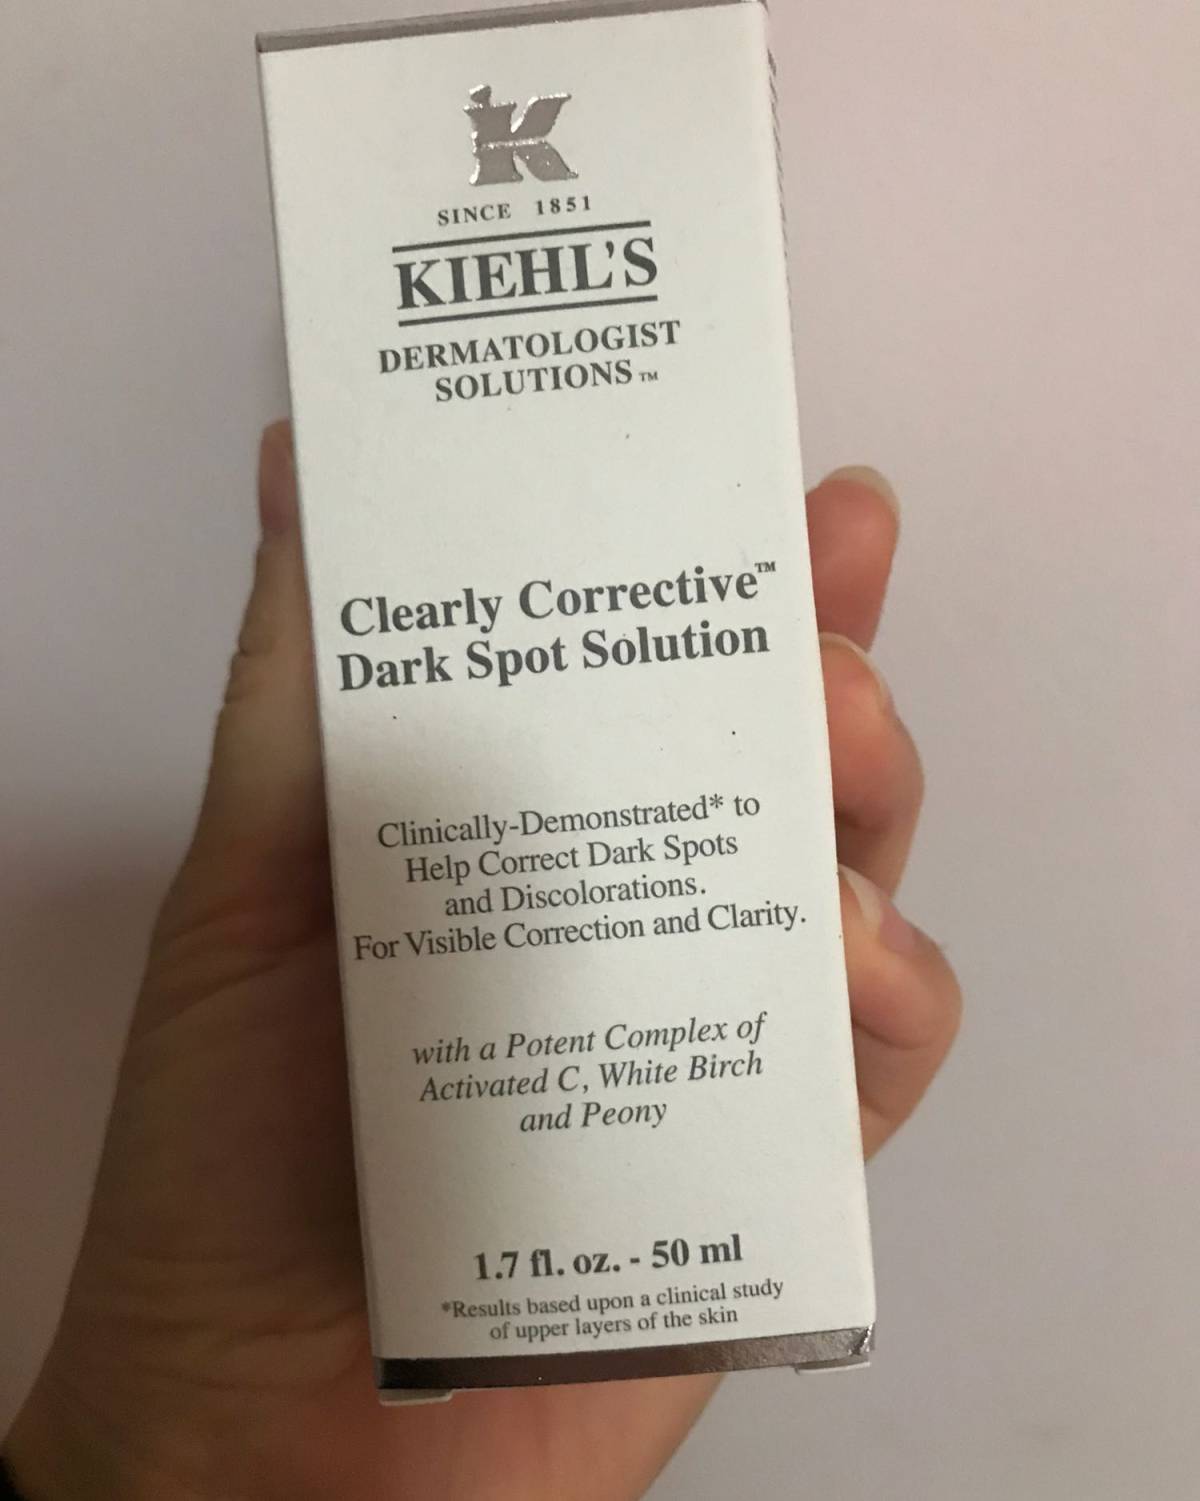 K
SINCE 1851
KIEHL'S
DERMATOLOGIST
SOLUTIONS™
Clearly Corrective™
Dark Spot Solution
Clinically-Demonstrated* to
Help Correct Dark Spots
and Discolorations.
For Visible Correction and Clarity.
with a Potent Complex of
Activated C, White Birch
and Peony
1.7 fl. oz. - 50 ml
*Results based upon a clinical study
of upper layers of the skin